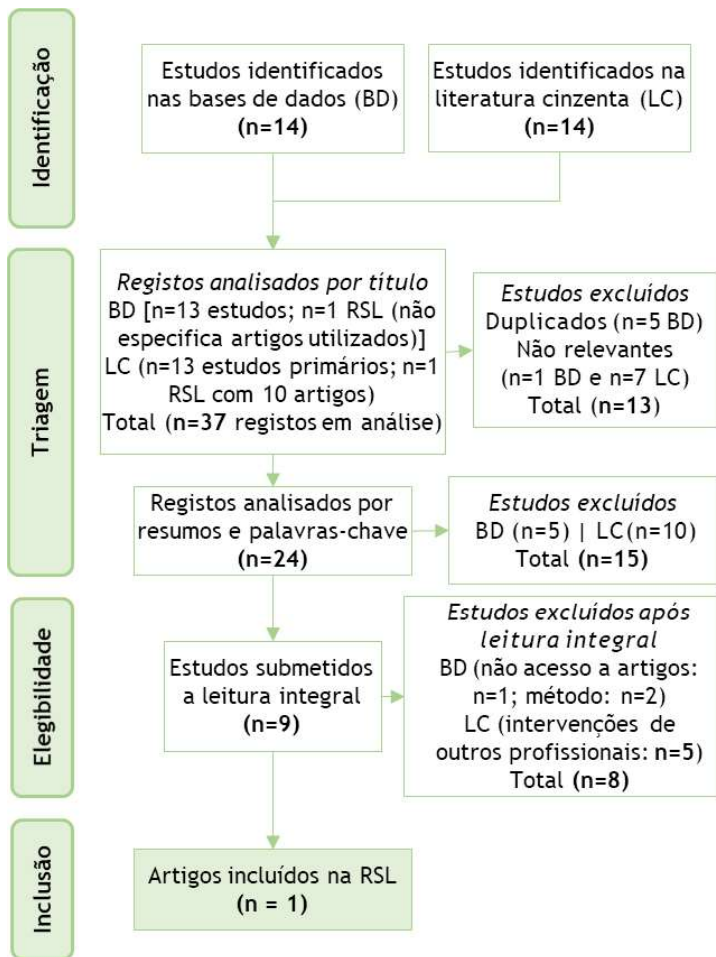 Identificação
Estudos identificados
nas bases de dados (BD)
(n=14)
Estudos identificados na
literatura cinzenta (LC)
(n=14)
Triagem
Registos analisados por título
BD [n=13 estudos; n=1 RSL (não
especifica artigos utilizados)]
LC (n=13 estudos primários; n=1
RSL com 10 artigos)
Total (n=37 registos em análise)
Estudos excluídos
Duplicados (n=5 BD)
Não relevantes
(n=1 BD e n=7 LC)
Total (n=13)
Registos analisados por
resumos e palavras-chave
(n=24)
Estudos excluídos
BD (n=5) | LC(n=10)
Total (n=15)
Elegibilidade
Estudos submetidos
a leitura integral
(n=9)
Estudos excluídos após
leitura integral
BD (não acesso a artigos:
n=1; método: n=2)
LC (intervenções de
outros profissionais: n=5)
Total (n=8)
Inclusão
Artigos incluídos na RSL
(n = 1)